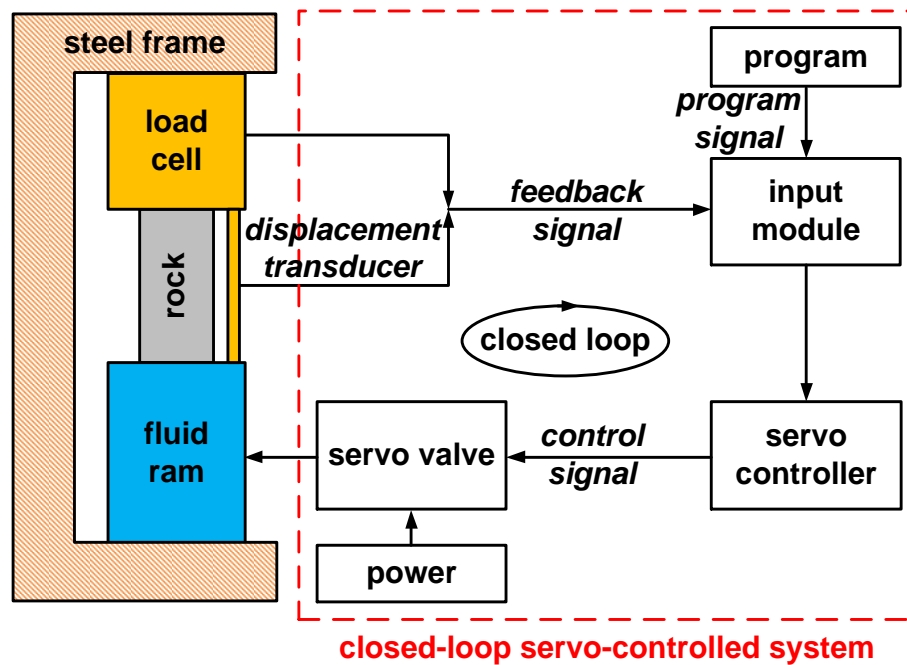 steel frame
load
cell
rock
displacement
transducer
fluid
ram
program
program
signal
feedback
signal
input
module
closed loop
servo valve
control
signal
servo
controller
power
closed-loop servo-controlled system